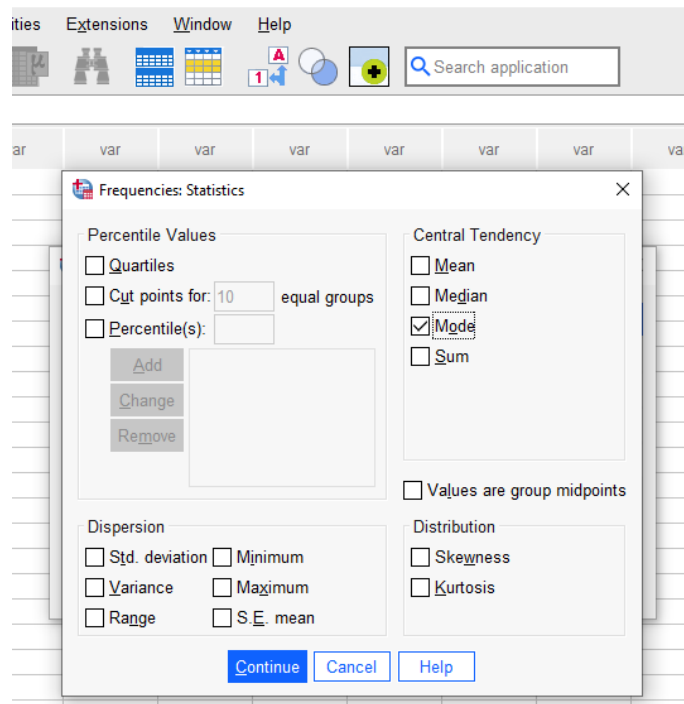 ities Extensions Window Help
Search application
ar var var var var var var va
Frequencies: Statistics
Percentile Values
Quartiles
Cut points for: 10 equal groups
Percentile(s):
Add
Change
Remove
Central Tendency
Mean
Median
Mode
Sum
Values are group midpoints
Dispersion
Std. deviation Minimum
Variance Maximum
Range S.E. mean
Distribution
Skewness
Kurtosis
Continue Cancel Help